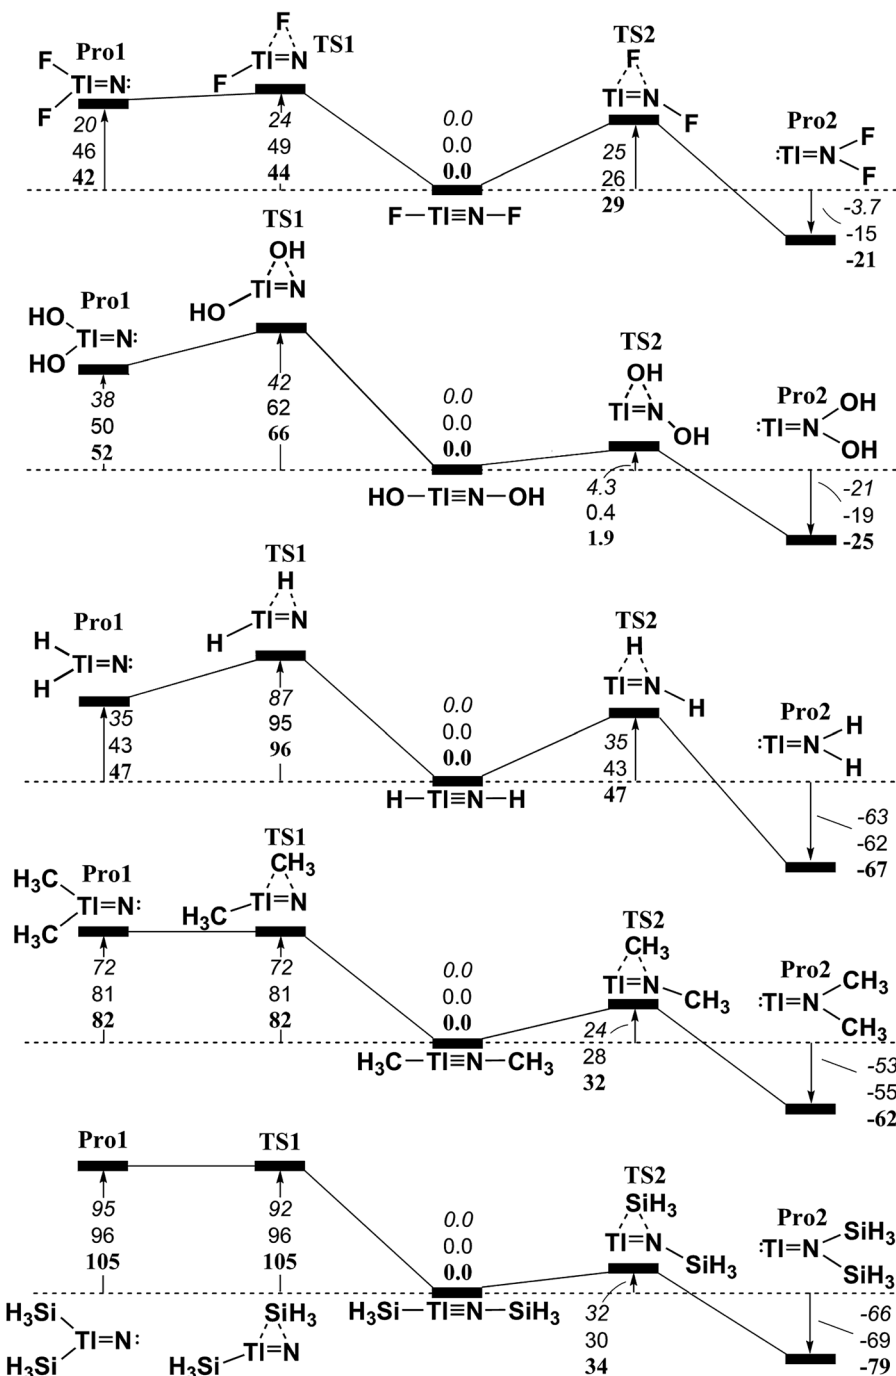 Pro1
F
F
Tl=N:
20
46
42
F
TS1
Tl=N
F
24
49
44
0.0
0.0
0.0
F—Tl≡N—F
TS2
F
Tl=N
F
25
26
29
Pro2
:Tl=N
F
F
-3.7
-15
-21
Pro1
HO
HO
Tl=N:
38
50
52
TS1
OH
Tl=N
HO
42
62
66
0.0
0.0
0.0
HO—Tl≡N—OH
TS2
OH
Tl=N
OH
4.3
0.4
1.9
Pro2
:Tl=N
OH
OH
-21
-19
-25
Pro1
H
H
Tl=N:
35
43
47
TS1
H
Tl=N
H
87
95
96
0.0
0.0
0.0
H—Tl≡N—H
TS2
H
Tl=N
H
35
43
47
Pro2
:Tl=N
H
H
-63
-62
-67
Pro1
H₃C
H₃C
Tl=N:
72
81
82
TS1
CH₃
Tl=N
H₃C
72
81
82
0.0
0.0
0.0
H₃C—Tl≡N—CH₃
TS2
CH₃
Tl=N
CH₃
24
28
32
Pro2
:Tl=N
CH₃
CH₃
-53
-55
-62
Pro1
95
96
105
H₃Si
H₃Si
Tl=N:
TS1
92
96
105
SiH₃
Tl=N
H₃Si
0.0
0.0
0.0
H₃Si—Tl≡N—SiH₃
TS2
SiH₃
Tl=N
SiH₃
32
30
34
Pro2
:Tl=N
SiH₃
SiH₃
-66
-69
-79